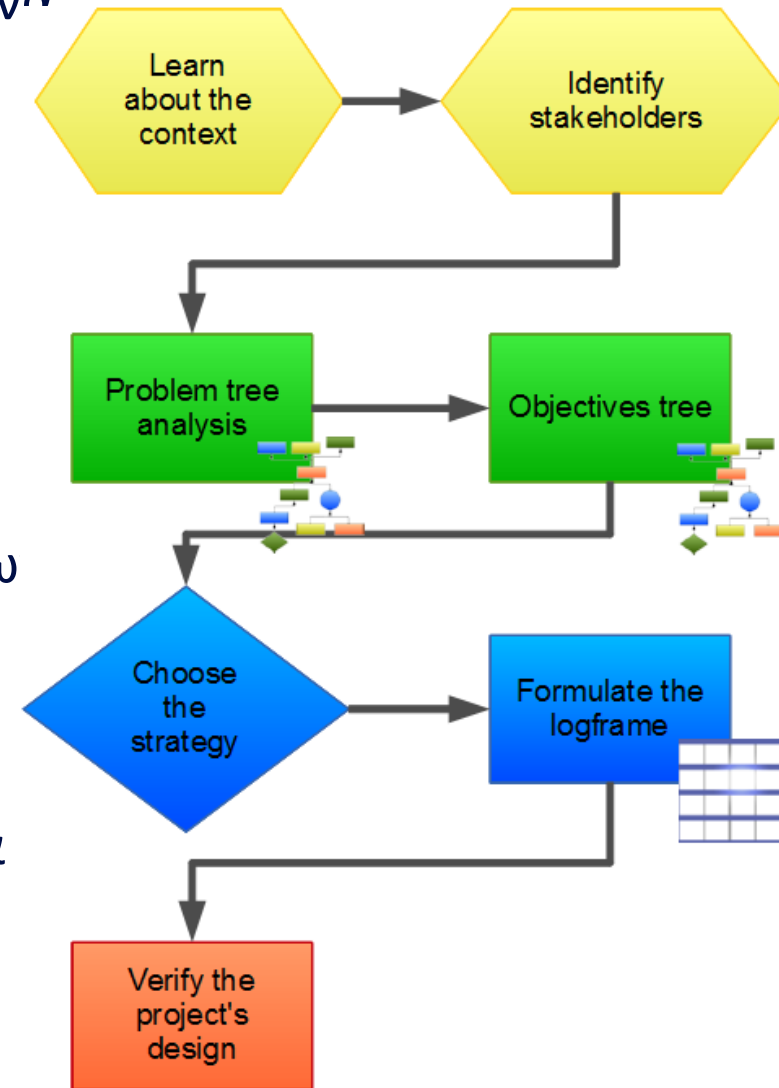 Learn
about the
context
Identify
stakeholders
Problem tree
analysis
Objectives tree
Choose
the
strategy
Formulate the
logframe
Verify the
project's
design